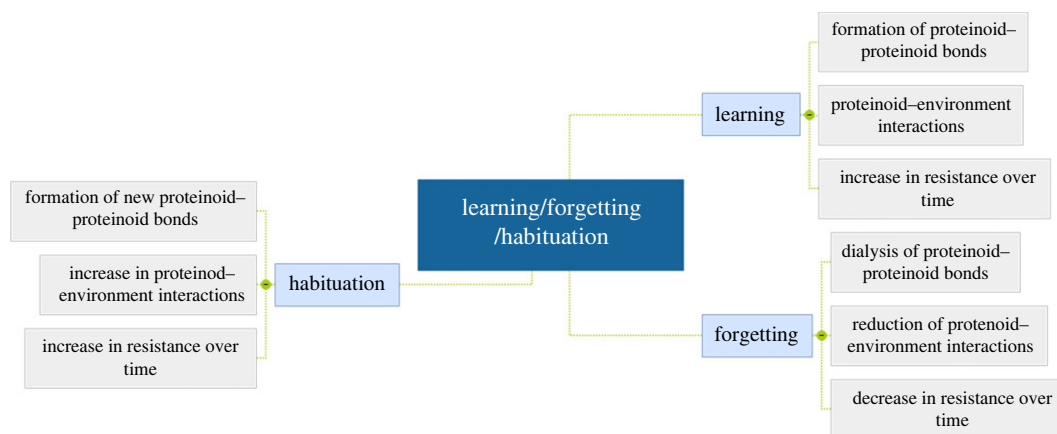 learning/forgetting
/habituation
learning
formation of proteinoid–
proteinoid bonds
proteinoid–environment
interactions
increase in resistance over
time
forgetting
dialysis of proteinoid–
proteinoid bonds
reduction of protenoid–
environment interactions
decrease in resistance over
time
habituation
formation of new proteinoid–
proteinoid bonds
increase in proteinod–
environment interactions
increase in resistance over
time